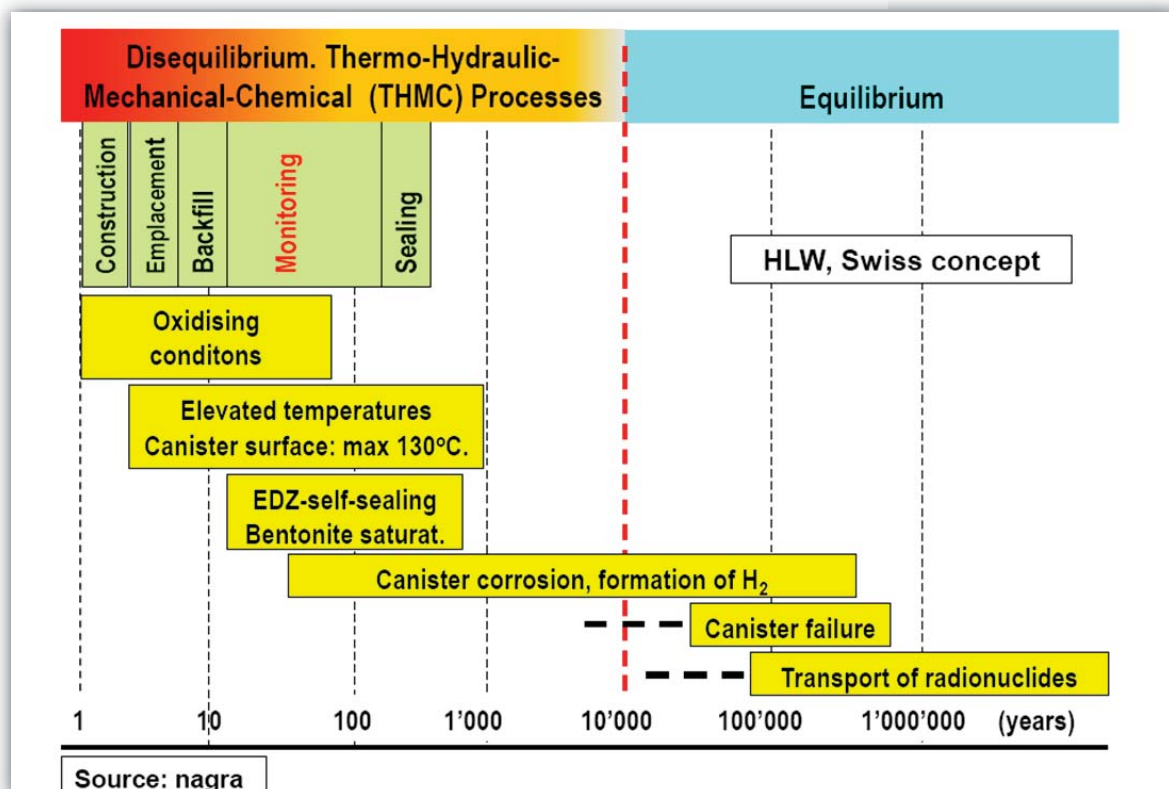 Disequilibrium. Thermo-Hydraulic-
Mechanical-Chemical (THMC) Processes
Equilibrium
Construction
Emplacement
Backfill
Monitoring
Sealing
HLW, Swiss concept
Oxidising
conditons
Elevated temperatures
Canister surface: max 130°C.
EDZ-self-sealing
Bentonite saturat.
Canister corrosion, formation of H₂
Canister failure
Transport of radionuclides
1 10 100 1'000 10'000 100'000 1'000'000 (years)
Source: nagra